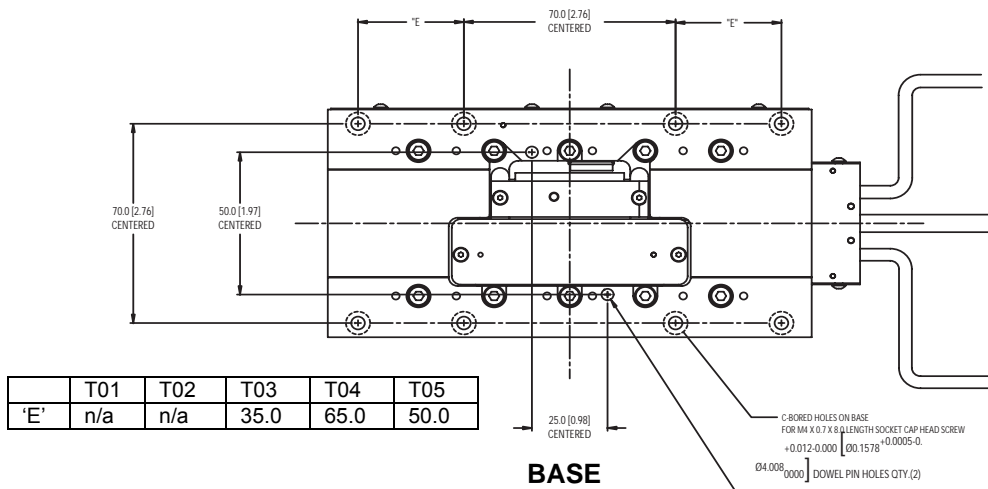 70.0 [2.76]
CENTERED
"E
"E"
70.0 [2.76]
CENTERED
50.0 [1.97]
CENTERED
T01 T02 T03 T04 T05
‘E’ n/a n/a 35.0 65.0 50.0
25.0 [0.98]
CENTERED
BASE
C-BORED HOLES ON BASE
FOR M4 X 0.7 X 8.0 LENGTH SOCKET CAP HEAD SCREW
+0.012-0.000 [ Ø0.1578 +0.0005-0.
Ø4.008 0000 ] DOWEL PIN HOLES QTY.(2)